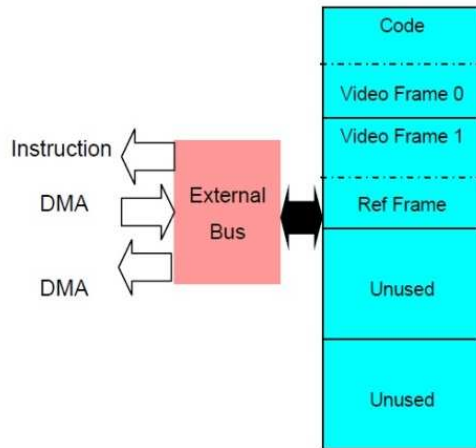 Code
Video Frame 0
Video Frame 1
Instruction
DMA
External
Bus
Ref Frame
DMA
Unused
Unused